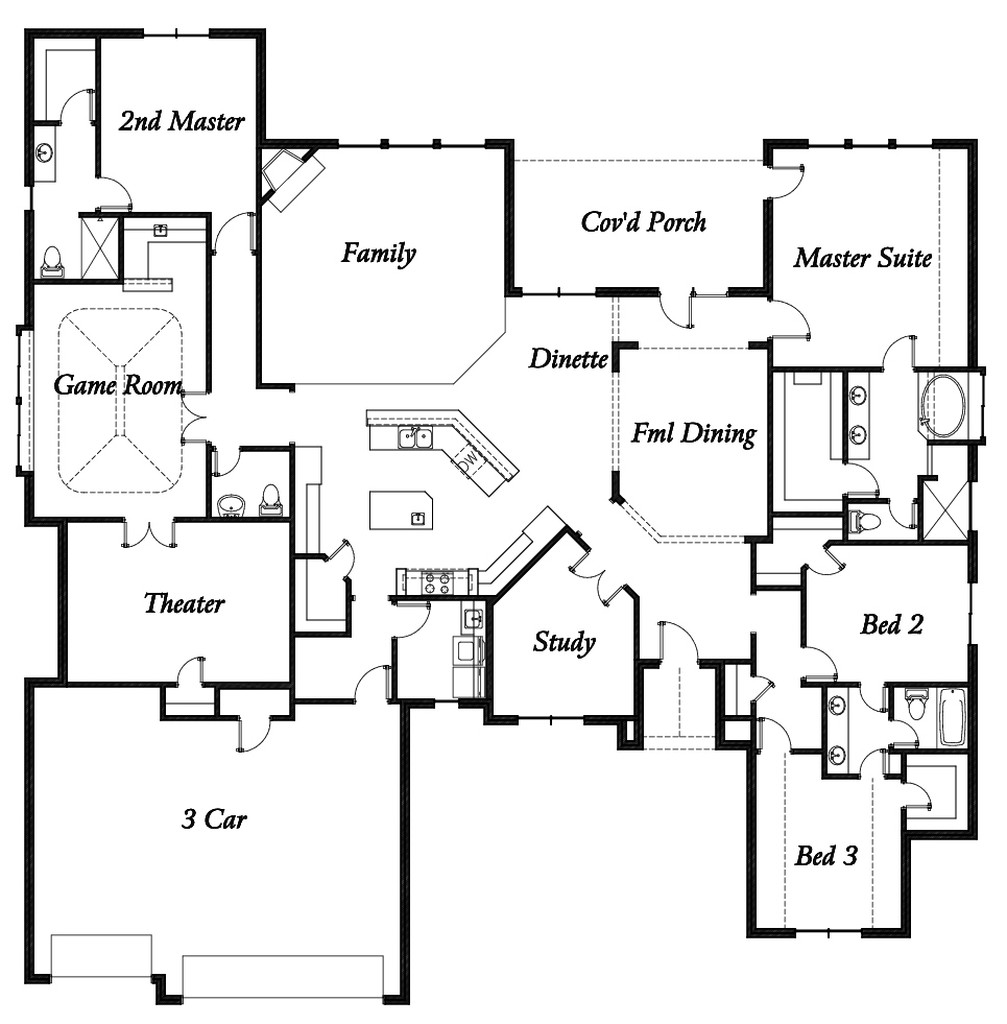 2nd Master
Cov'd Porch
Family
Master Suite
Dinette
Game Room
Fml Dining
DW
Theater
Bed 2
Study
3 Car
Bed 3